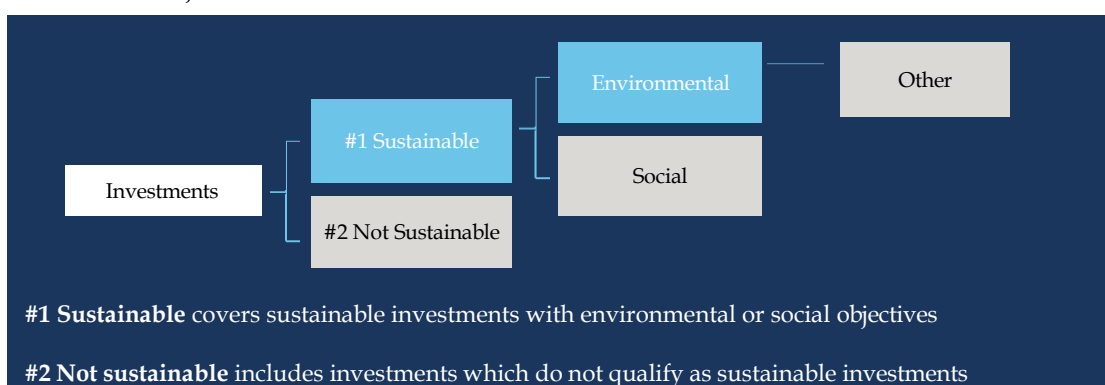 Environmental
Other
#1 Sustainable
Social
Investments
#2 Not Sustainable
#1 Sustainable covers sustainable investments with environmental or social objectives
#2 Not sustainable includes investments which do not qualify as sustainable investments